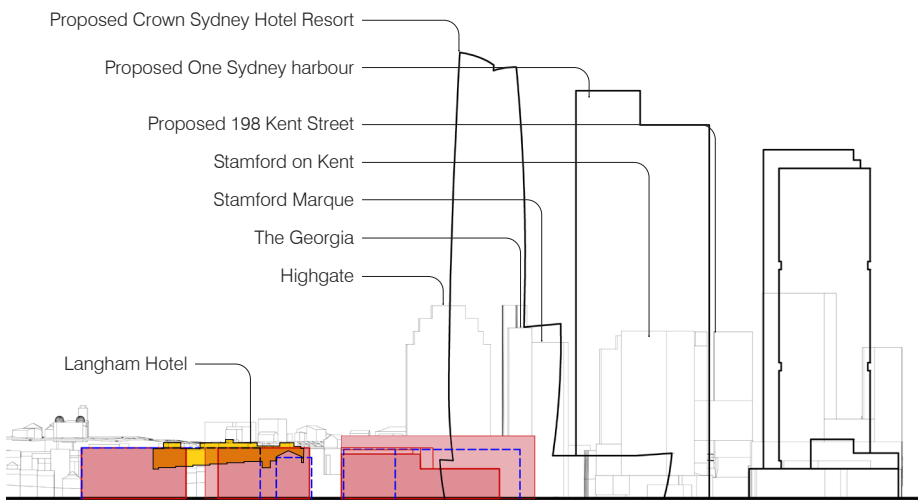 Proposed Crown Sydney Hotel Resort
Proposed One Sydney harbour
Proposed 198 Kent Street
Stamford on Kent
Stamford Marque
The Georgia
Highgate
Langham Hotel